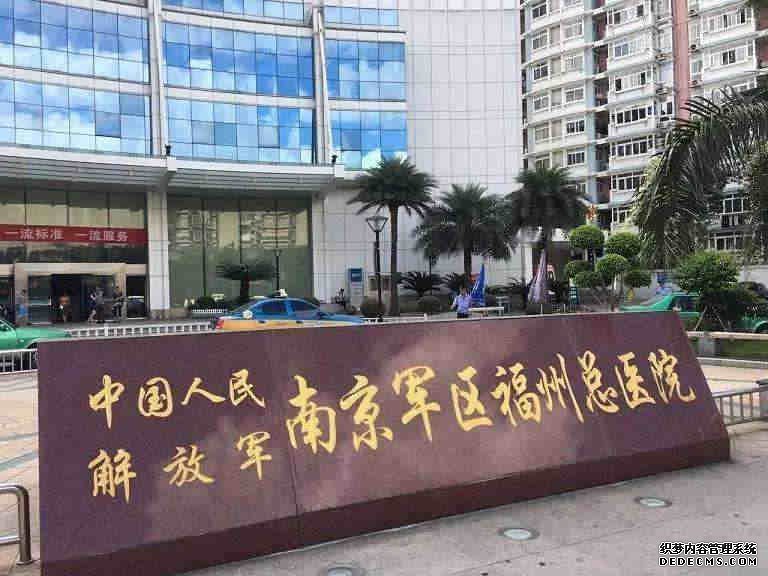 一流标准 一流服务
中国人民
解放军
南京军区福州总医院
织梦内容管理系统
DEDECMS.COM